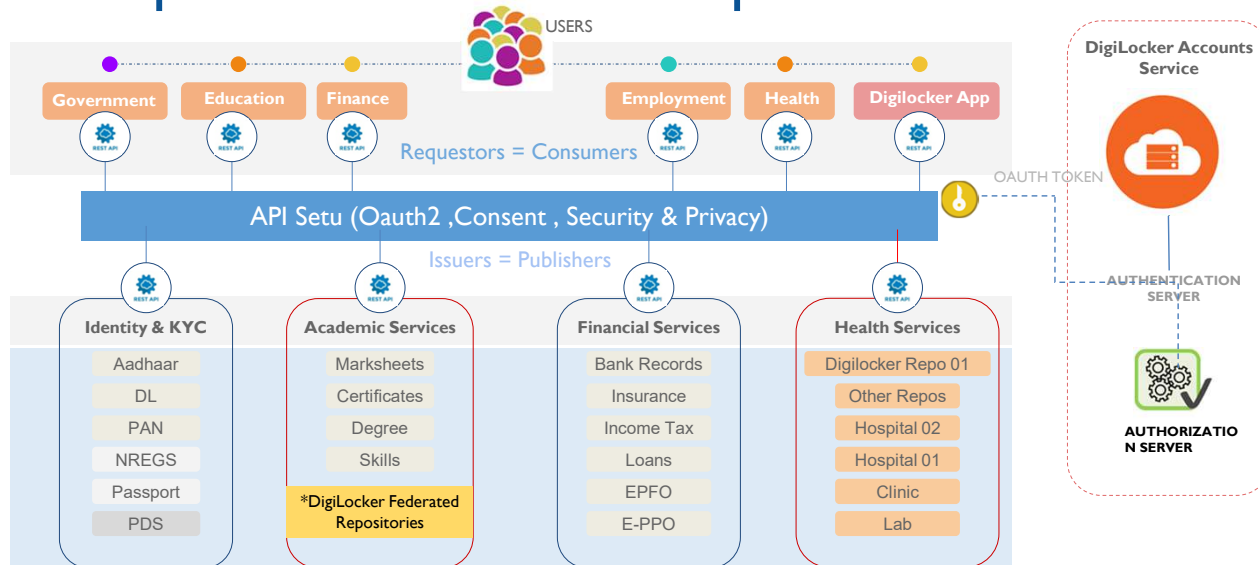 USERS
Government
Education
Finance
Employment
Health
Digilocker App
REST API
REST API
REST API
REST API
REST API
REST API
Requestors = Consumers
API Setu (Oauth2 ,Consent , Security & Privacy)
Issuers = Publishers
REST API
REST API
REST API
REST API
Identity & KYC
Aadhaar
DL
PAN
NREGS
Passport
PDS
Academic Services
Marksheets
Certificates
Degree
Skills
*DigiLocker Federated
Repositories
Financial Services
Bank Records
Insurance
Income Tax
Loans
EPFO
E-PPO
Health Services
Digilocker Repo 01
Other Repos
Hospital 02
Hospital 01
Clinic
Lab
DigiLocker Accounts
Service
OAUTH TOKEN
AUTHENTICATION
SERVER
AUTHORIZATIO
N SERVER